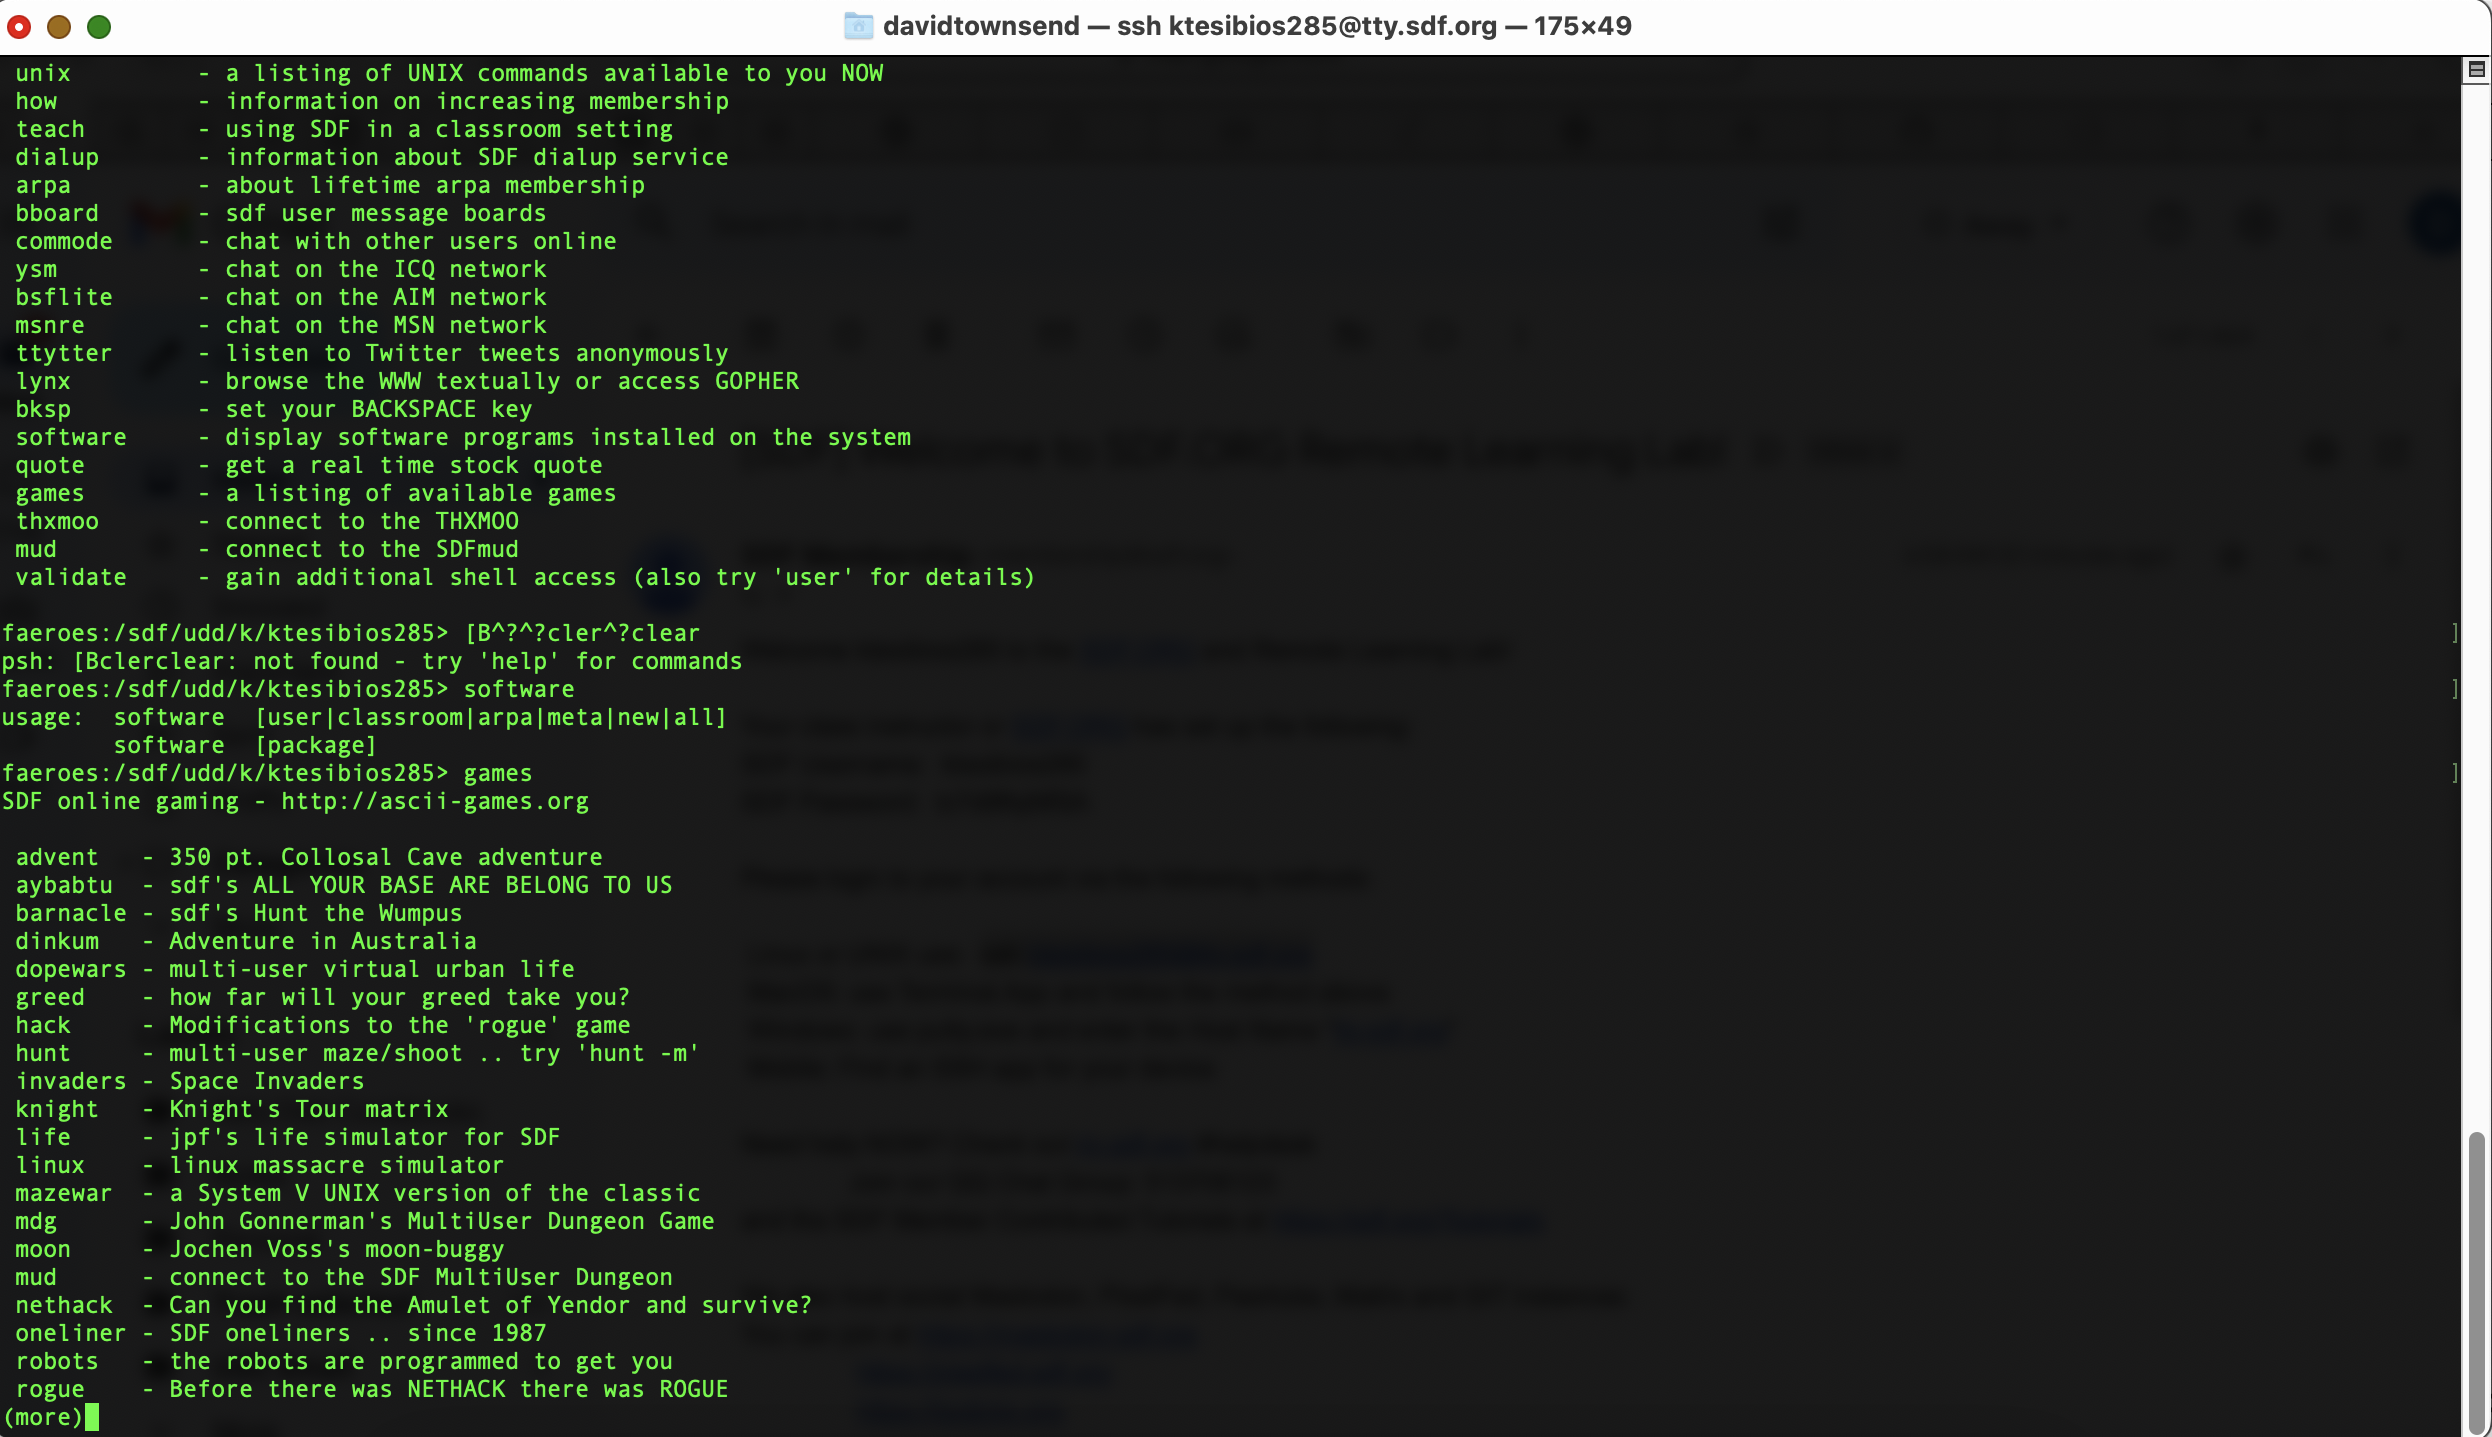 davidtownsend — ssh ktesibios285@tty.sdf.org — 175×49
unix         - a listing of UNIX commands available to you NOW
how          - information on increasing membership
teach        - using SDF in a classroom setting
dialup       - information about SDF dialup service
arpa         - about lifetime arpa membership
bboard       - sdf user message boards
commode      - chat with other users online
ysm          - chat on the ICQ network
bsflite      - chat on the AIM network
msnre        - chat on the MSN network
ttytter      - listen to Twitter tweets anonymously
lynx         - browse the WWW textually or access GOPHER
bksp         - set your BACKSPACE key
software     - display software programs installed on the system
quote        - get a real time stock quote
games        - a listing of available games
thxmoo       - connect to the THXMOO
mud          - connect to the SDFmud
validate     - gain additional shell access (also try 'user' for details)
faeroes:/sdf/udd/k/ktesibios285> [B^?^?cler^?clear ]
psh: [Bclerclear: not found - try 'help' for commands
faeroes:/sdf/udd/k/ktesibios285> software ]
usage:  software  [user|classroom|arpa|meta|new|all]
        software  [package]
faeroes:/sdf/udd/k/ktesibios285> games ]
SDF online gaming - http://ascii-games.org
advent   - 350 pt. Collosal Cave adventure
aybabtu  - sdf's ALL YOUR BASE ARE BELONG TO US
barnacle - sdf's Hunt the Wumpus
dinkum   - Adventure in Australia
dopewars - multi-user virtual urban life
greed    - how far will your greed take you?
hack     - Modifications to the 'rogue' game
hunt     - multi-user maze/shoot .. try 'hunt -m'
invaders - Space Invaders
knight   - Knight's Tour matrix
life     - jpf's life simulator for SDF
linux    - linux massacre simulator
mazewar  - a System V UNIX version of the classic
mdg      - John Gonnerman's MultiUser Dungeon Game
moon     - Jochen Voss's moon-buggy
mud      - connect to the SDF MultiUser Dungeon
nethack  - Can you find the Amulet of Yendor and survive?
oneliner - SDF oneliners .. since 1987
robots   - the robots are programmed to get you
rogue    - Before there was NETHACK there was ROGUE
(more)